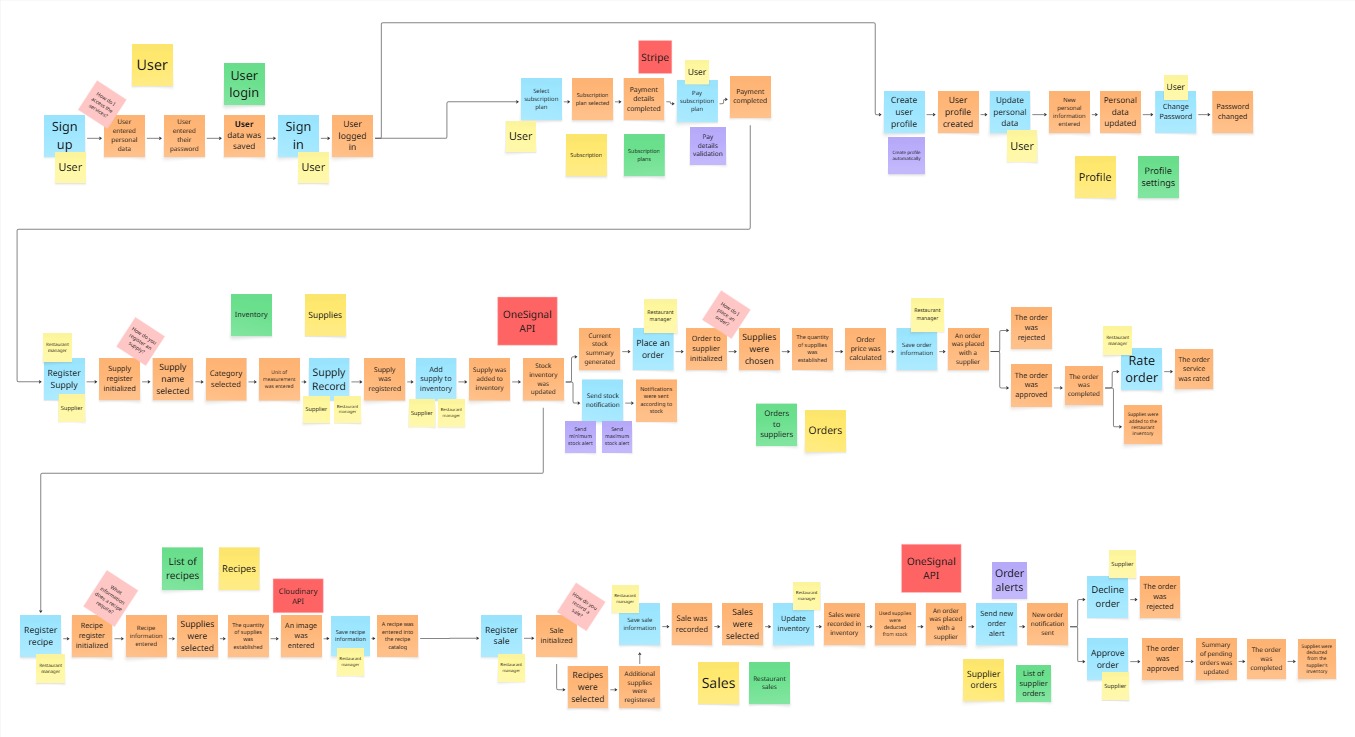 User
User
login
How do I
access the
services?
Sign
up
User
User
entered
personal
data
User
entered
their
password
User
data was
saved
Sign
in
User
User
logged
in
Stripe
Select
subscription
plan
User
Subscription
plan selected
Payment
details
completed
User
Pay
subscription
plan
Payment
completed
Subscription
Subscription
plans
Pay
details
validation
Create
user
profile
Create profile
automatically
User
profile
created
Update
personal
data
User
New
personal
information
entered
Personal
data
updated
User
Change
Password
Password
changed
Profile
Profile
settings
Inventory
Supplies
Restaurant
manager
Register
Supply
Supplier
How do you
register an
supply?
Supply
register
initialized
Supply
name
selected
Category
selected
Unit of
measurement
was entered
Supply
Record
Supplier
Restaurant
manager
Supply
was
registered
Add
supply to
inventory
Supplier
Restaurant
manager
Supply was
added to
inventory
OneSignal
API
Stock
inventory
was
updated
Current
stock
summary
generated
Restaurant
manager
Place an
order
How do I
place an
order?
Order to
supplier
initialized
Supplies
were
chosen
The quantity
of supplies
was
established
Order
price was
calculated
Restaurant
manager
Save order
information
An order
was placed
with a
supplier
The order
was
rejected
The order
was
approved
The order
was
completed
Restaurant
manager
Rate
order
The order
service
was rated
Supplies were
added to the
restaurant
inventory
Send stock
notification
Notifications
were sent
according to
stock
Send
minimum
stock alert
Send
maximum
stock alert
Orders
to
suppliers
Orders
List of
recipes
Recipes
Cloudinary
API
Register
recipe
Restaurant
manager
What
information
does a recipe
require?
Recipe
register
initialized
Recipe
information
entered
Supplies
were
selected
The quantity
of supplies
was
established
An image
was
entered
Save recipe
information
Restaurant
manager
A recipe was
entered into
the recipe
catalog
Register
sale
Restaurant
manager
How do you
record a
sale?
Sale
initialized
Recipes
were
selected
Additional
supplies
were
registered
Restaurant
manager
Save sale
information
Sale was
recorded
Sales
were
selected
Restaurant
manager
Update
inventory
Sales were
recorded in
inventory
Used supplies
were
deducted
from stock
OneSignal
API
An order
was placed
with a
supplier
Order
alerts
Send new
order
alert
New order
notification
sent
Sales
Restaurant
sales
Supplier
orders
List of
supplier
orders
Supplier
Decline
order
The order
was
rejected
Approve
order
Supplier
The order
was
approved
Summary
of pending
orders was
updated
The order
was
completed
Supplies were
deducted
from the
supplier's
inventory